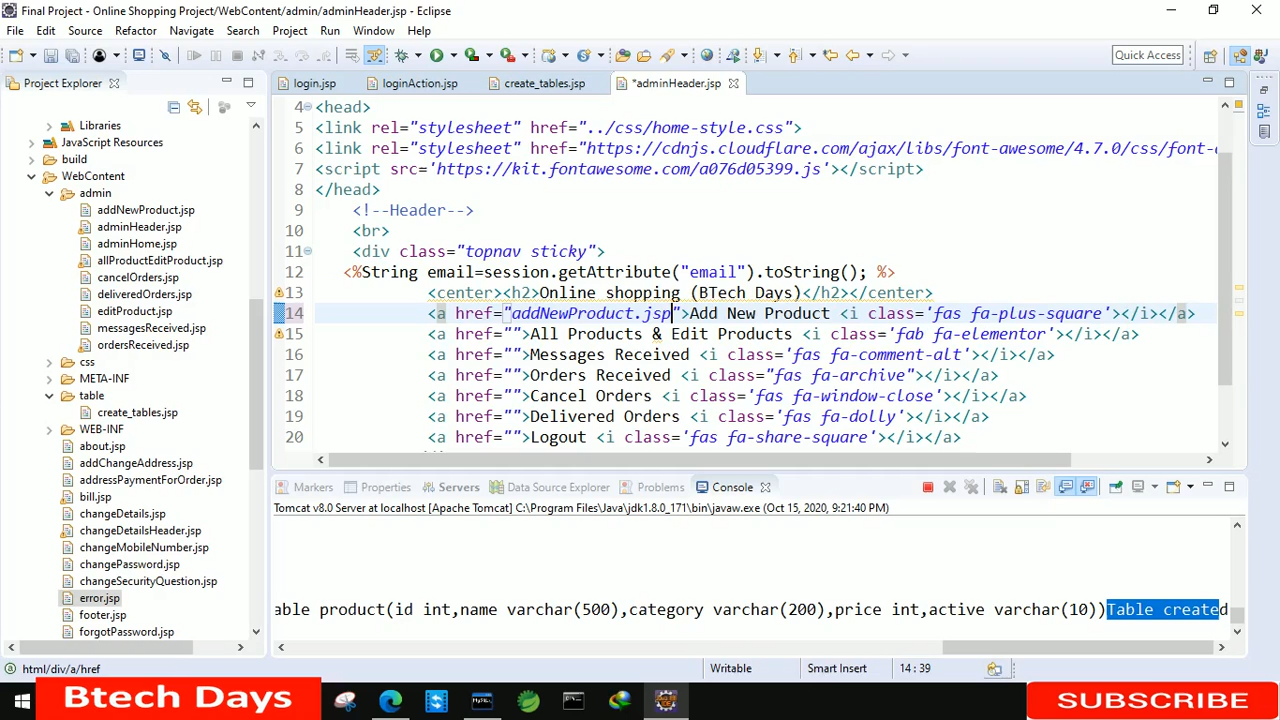 Final Project - Online Shopping Project/WebContent/admin/adminHeader.jsp - Eclipse
File Edit Source Refactor Navigate Search Project Run Window Help
Quick Access
Project Explorer
login.jsp loginAction.jsp create_tables.jsp *adminHeader.jsp
Libraries
JavaScript Resources
build
WebContent
admin
addNewProduct.jsp
adminHeader.jsp
adminHome.jsp
allProductEditProduct.jsp
cancelOrders.jsp
deliveredOrders.jsp
editProduct.jsp
messagesReceived.jsp
ordersReceived.jsp
css
META-INF
table
create_tables.jsp
WEB-INF
about.jsp
addChangeAddress.jsp
addressPaymentForOrder.jsp
bill.jsp
changeDetails.jsp
changeDetailsHeader.jsp
changeMobileNumber.jsp
changePassword.jsp
changeSecurityQuestion.jsp
error.jsp
footer.jsp
forgotPassword.jsp
4 <head>
5 <link rel="stylesheet" href="../css/home-style.css">
6 <link rel="stylesheet" href="https://cdnjs.cloudflare.com/ajax/libs/font-awesome/4.7.0/css/font-
7 <script src='https://kit.fontawesome.com/a076d05399.js'></script>
8 </head>
9 <!--Header-->
10 <br>
11 <div class="topnav sticky">
12 <%String email=session.getAttribute("email").toString(); %>
13 <center><h2>Online shopping (BTech Days)</h2></center>
14 <a href="addNewProduct.jsp">Add New Product <i class='fas fa-plus-square'></i></a>
15 <a href="">All Products & Edit Products <i class='fab fa-elementor'></i></a>
16 <a href="">Messages Received <i class='fas fa-comment-alt'></i></a>
17 <a href="">Orders Received <i class="fas fa-archive"></i></a>
18 <a href="">Cancel Orders <i class='fas fa-window-close'></i></a>
19 <a href="">Delivered Orders <i class='fas fa-dolly'></i></a>
20 <a href="">Logout <i class='fas fa-share-square'></i></a>
Markers Properties Servers Data Source Explorer Problems Console
Tomcat v8.0 Server at localhost [Apache Tomcat] C:\Program Files\Java\jdk1.8.0_171\bin\javaw.exe (Oct 15, 2020, 9:21:40 PM)
able product(id int,name varchar(500),category varchar(200),price int,active varchar(10))Table created
html/div/a/href Writable Smart Insert 14 : 39
Btech Days
SUBSCRIBE